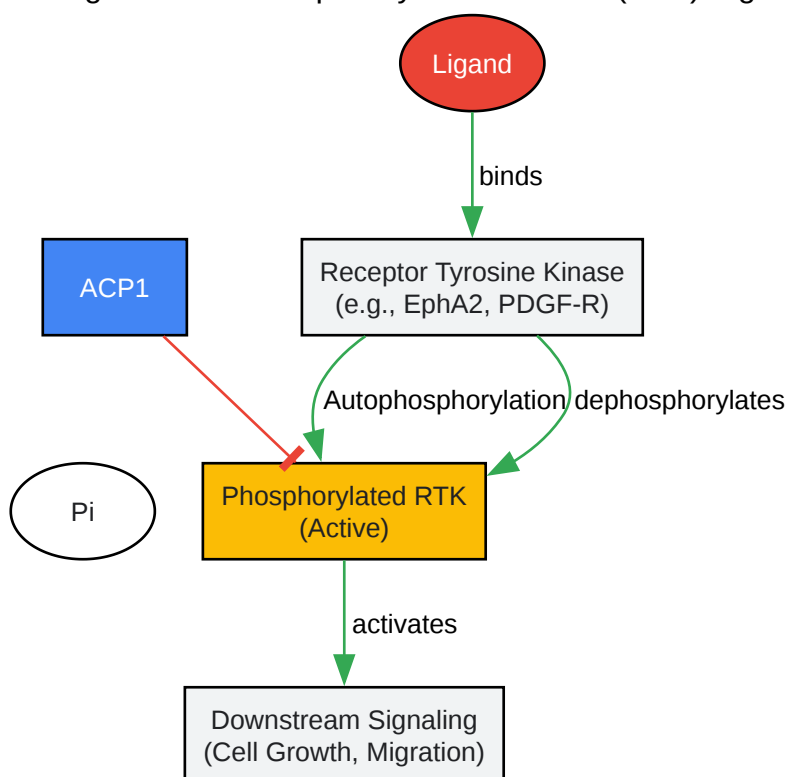 Ligand
binds
ACP1
Receptor Tyrosine Kinase
(e.g., EphA2, PDGF-R)
Autophosphorylation
dephosphorylates
Pi
Phosphorylated RTK
(Active)
activates
Downstream Signaling
(Cell Growth, Migration)